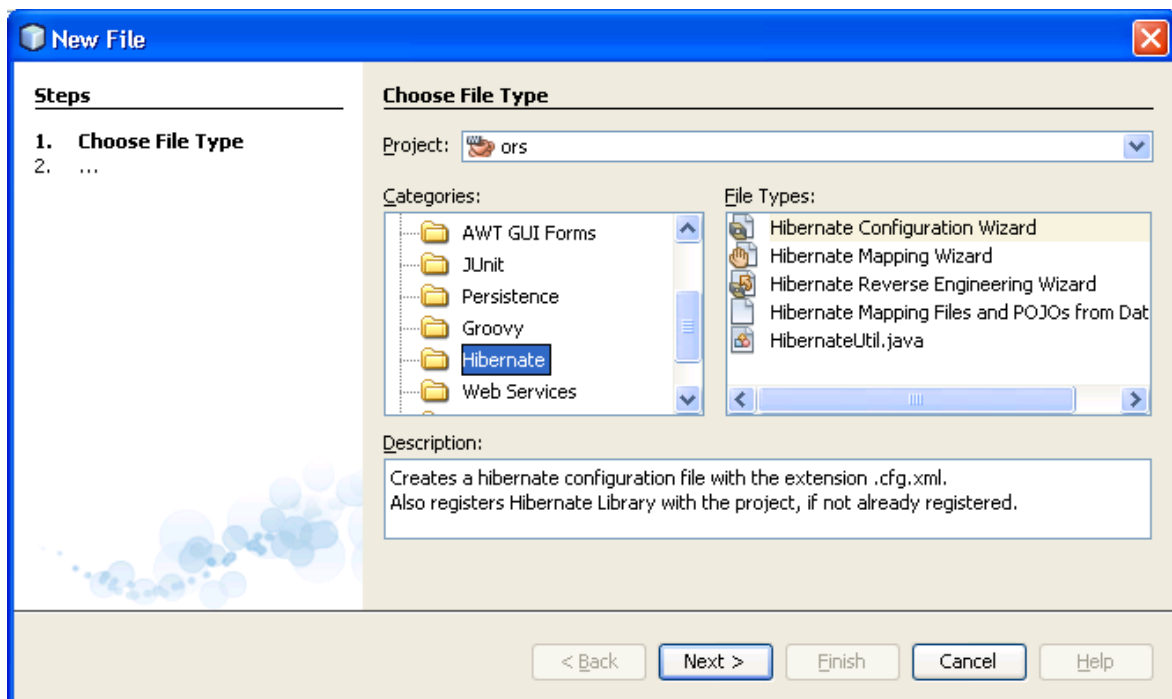 New File
Steps
1. Choose File Type
2. ...
Choose File Type
Project: ors
Categories:
AWT GUI Forms
JUnit
Persistence
Groovy
Hibernate
Web Services
File Types:
Hibernate Configuration Wizard
Hibernate Mapping Wizard
Hibernate Reverse Engineering Wizard
Hibernate Mapping Files and POJOs from Dat
HibernateUtil.java
Description:
Creates a hibernate configuration file with the extension .cfg.xml.
Also registers Hibernate Library with the project, if not already registered.
< Back Next > Finish Cancel Help